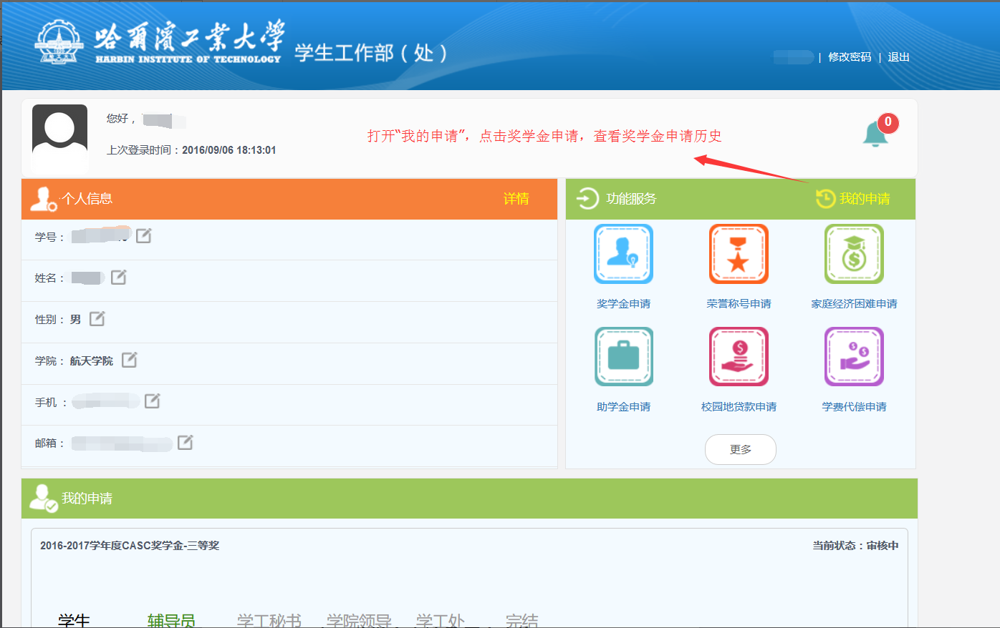 哈爾濱工業大學
HARBIN INSTITUTE OF TECHNOLOGY
学生工作部（处）
| 修改密码 | 退出
您好，
上次登录时间：2016/09/06 18:13:01
打开“我的申请”，点击奖学金申请，查看奖学金申请历史
0
个人信息
详情
学号：
姓名：
性别：男
学院：航天学院
手机 ：
邮箱：
功能服务
我的申请
奖学金申请
荣誉称号申请
家庭经济困难申请
助学金申请
校园地贷款申请
学费代偿申请
更多
我的申请
2016-2017学年度CASC奖学金-三等奖
当前状态：审核中
学生 辅导员 学工秘书 学院领导 学工处 完结